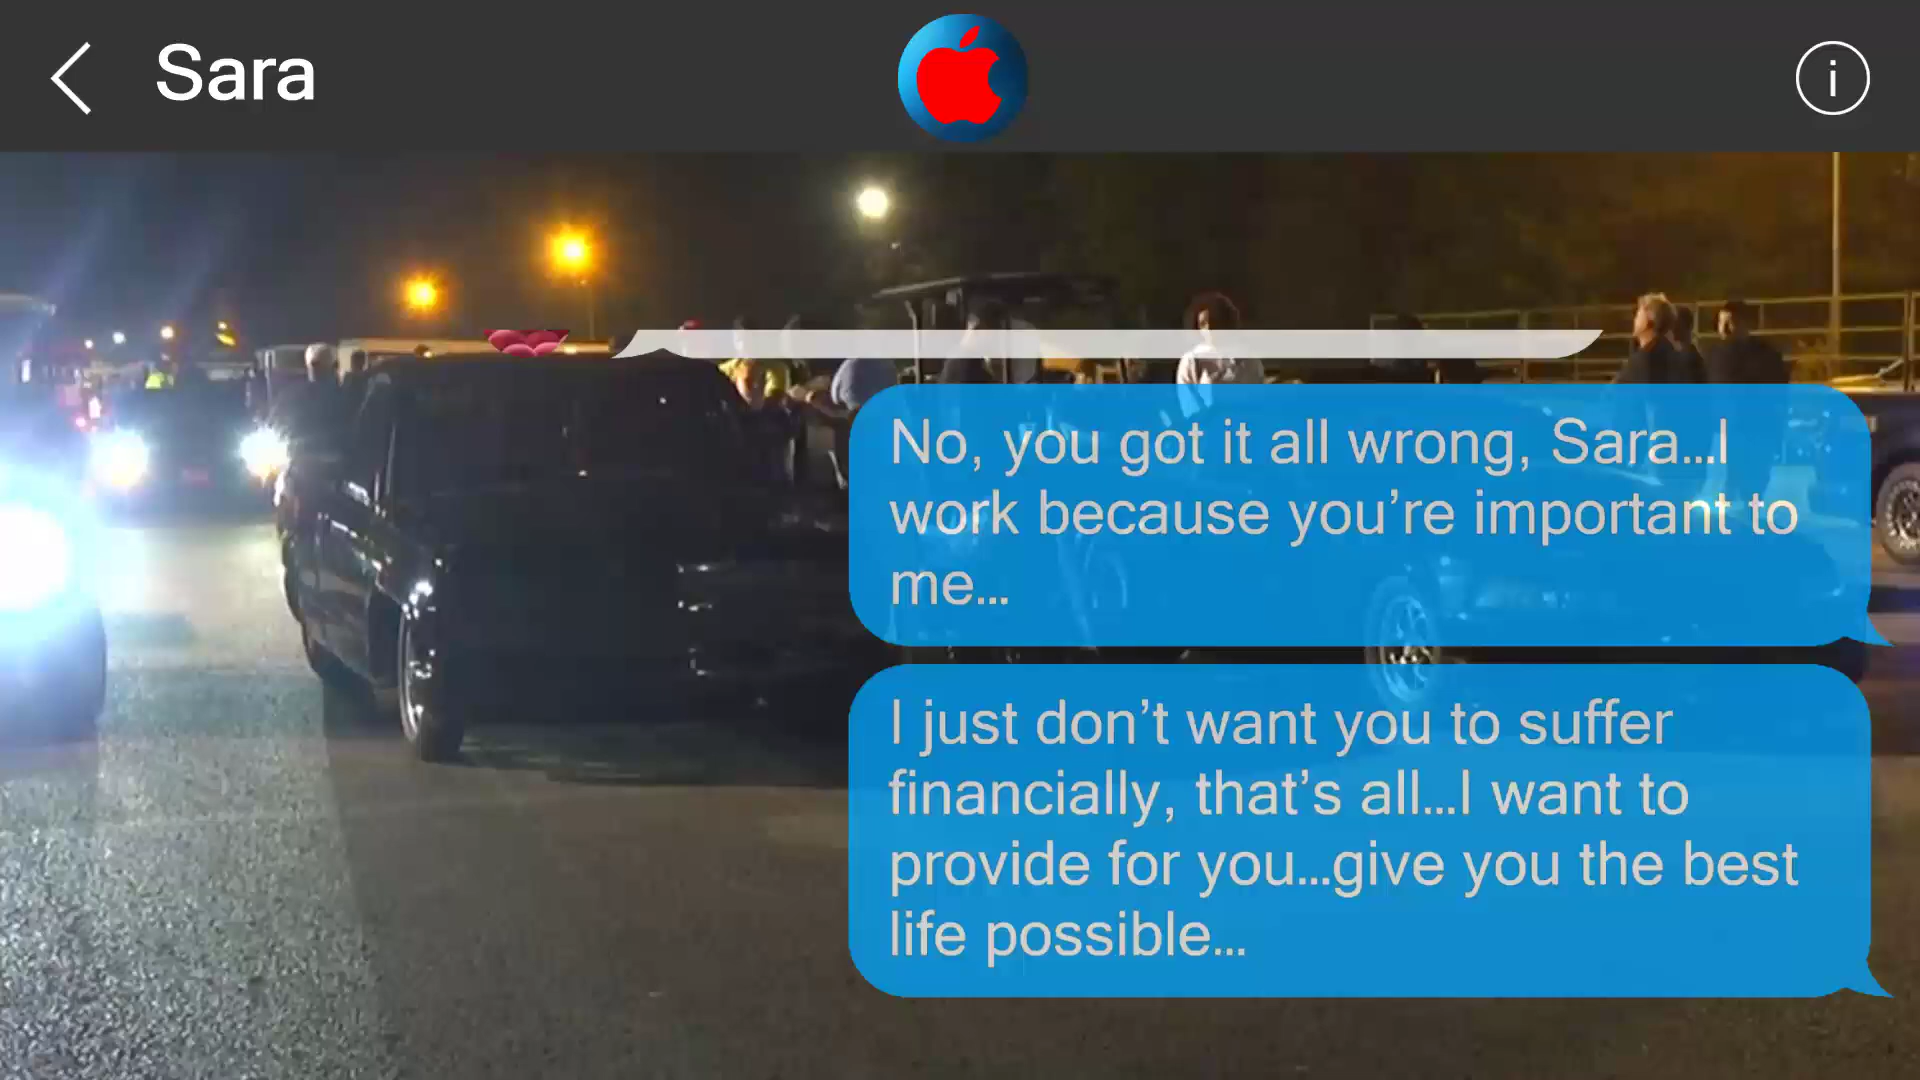 Sara
i
No, you got it all wrong, Sara...I
work because you’re important to
me...
I just don’t want you to suffer
financially, that’s all...I want to
provide for you...give you the best
life possible...